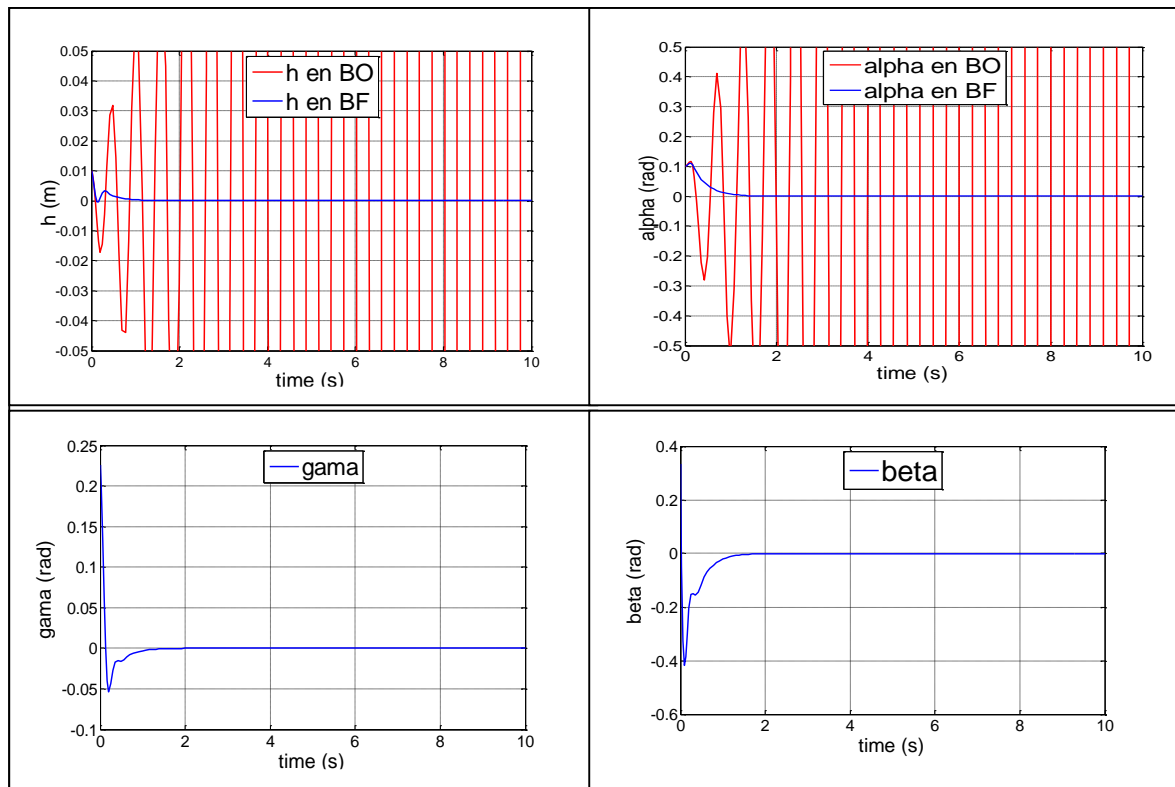 0.05
0.04
0.03
0.02
0.01
0
-0.01
-0.02
-0.03
-0.04
-0.05
h (m)
h en BO
h en BF
0 2 4 6 8 10
time (s)
0.5
0.4
0.3
0.2
0.1
0
-0.1
-0.2
-0.3
-0.4
-0.5
alpha (rad)
alpha en BO
alpha en BF
0 2 4 6 8 10
time (s)
0.25
0.2
0.15
0.1
0.05
0
-0.05
-0.1
gama (rad)
gama
0 2 4 6 8 10
time (s)
0.4
0.2
0
-0.2
-0.4
-0.6
beta (rad)
beta
0 2 4 6 8 10
time (s)